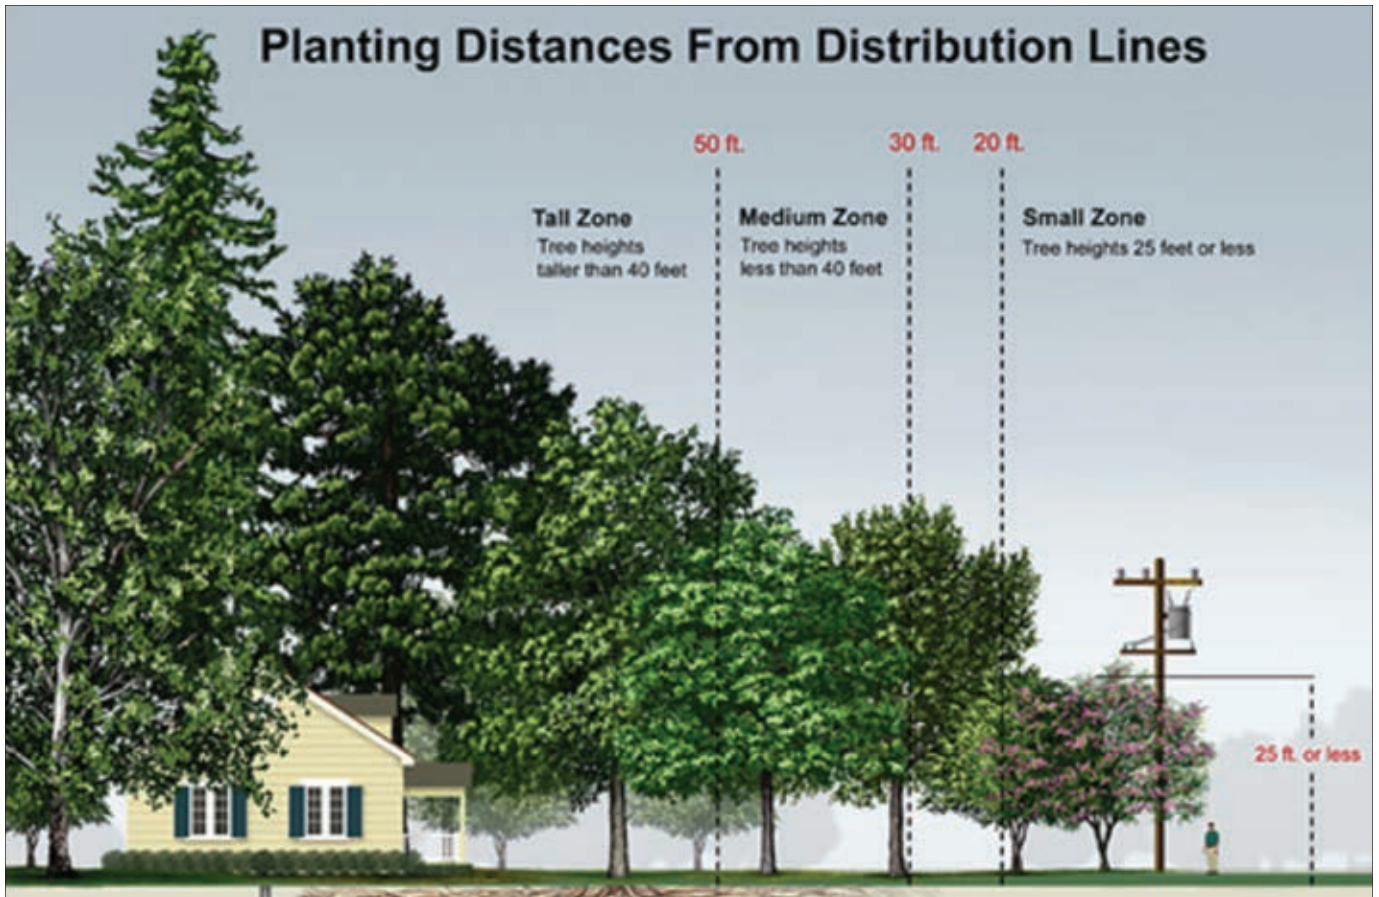 Planting Distances From Distribution Lines
50 ft.
30 ft.
20 ft.
Tall Zone
Tree heights
taller than 40 feet
Medium Zone
Tree heights
less than 40 feet
Small Zone
Tree heights 25 feet or less
25 ft. or less